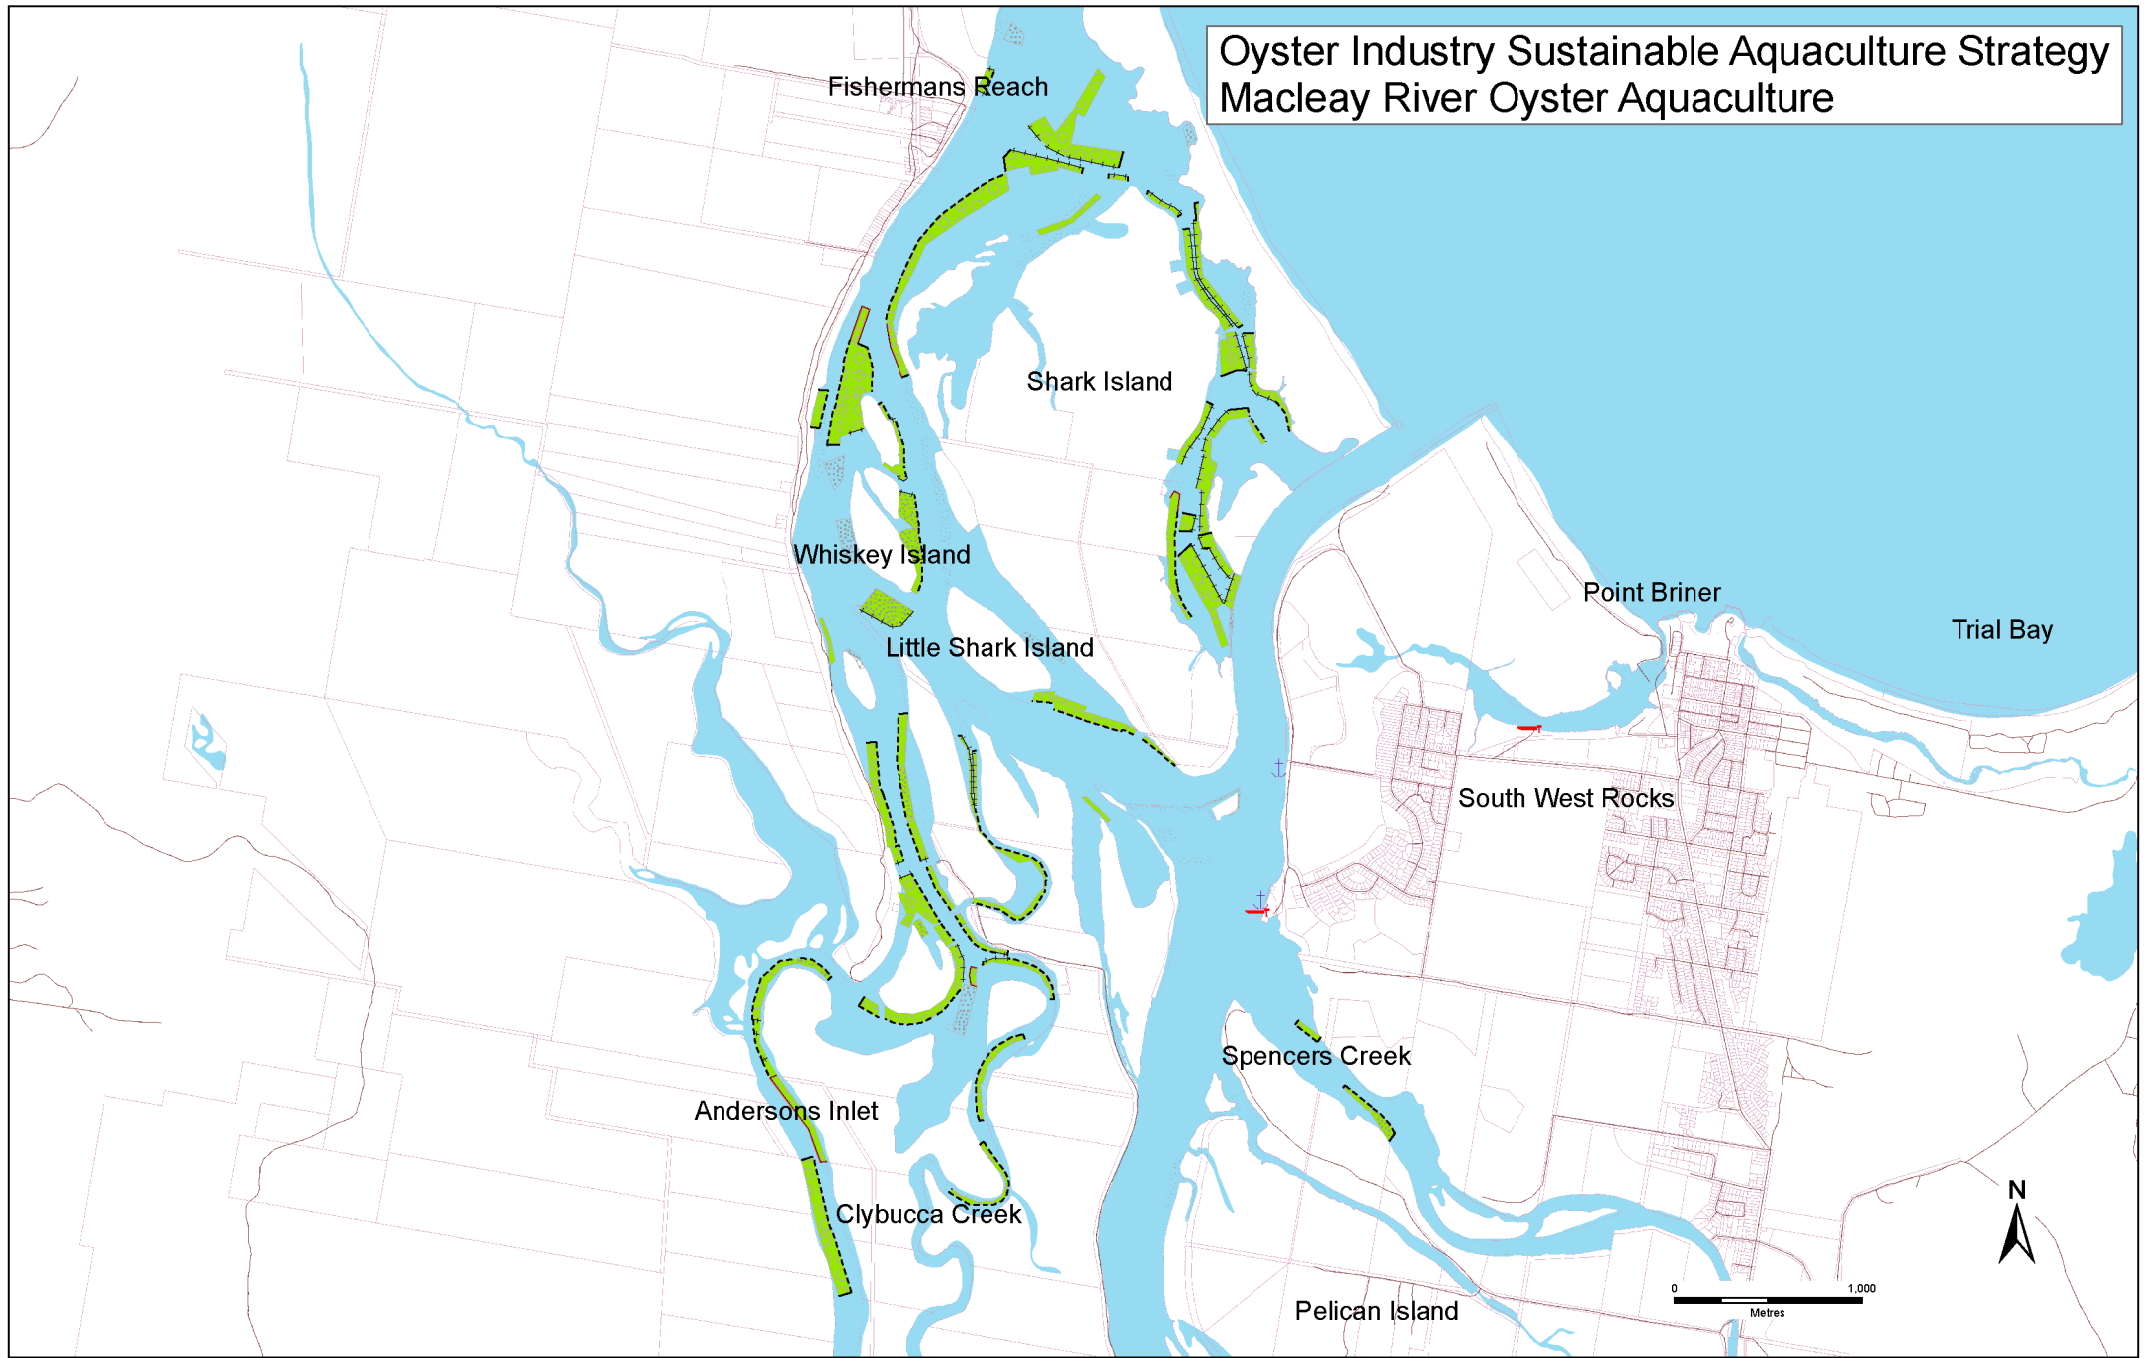 Oyster Industry Sustainable Aquaculture Strategy
Macleay River Oyster Aquaculture
Fishermans Reach
Shark Island
Whiskey Island
Point Briner
Trial Bay
Little Shark Island
South West Rocks
Spencers Creek
Andersons Inlet
Clybucca Creek
N
0 1,000
Metres
Pelican Island